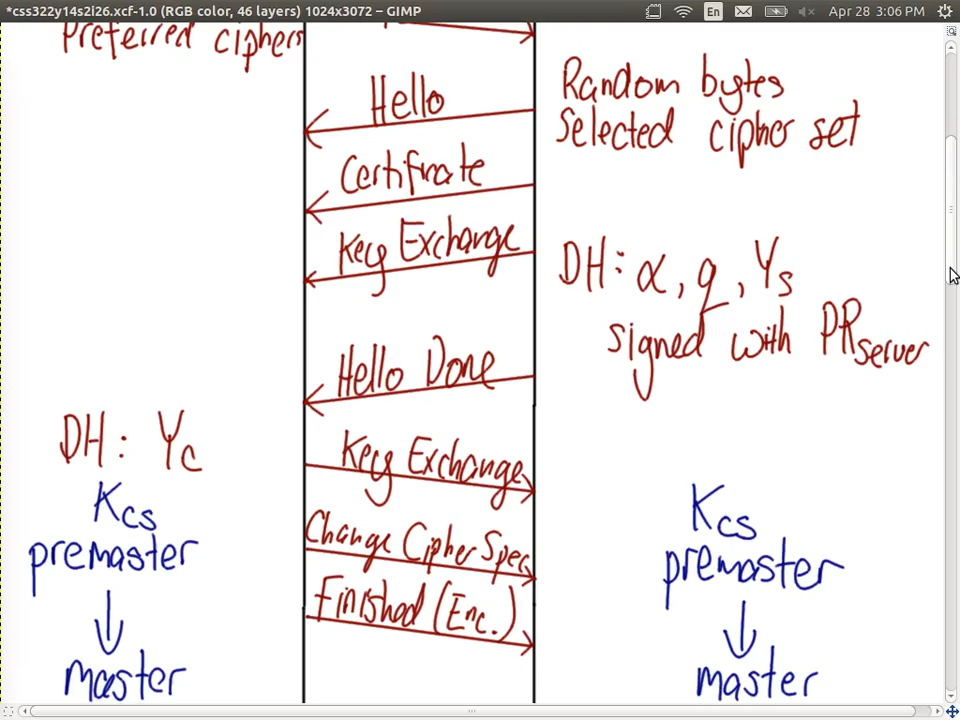 *css322y14s2i26.xcf-1.0 (RGB color, 46 layers) 1024x3072 – GIMP
En
Apr 28 3:06 PM
Preferred ciphers
Hello
Random bytes
Selected cipher set
Certificate
Key Exchange
DH: α, q, Ys
signed with PRserver
Hello Done
DH: Yc
Key Exchange
Kcs
premaster
↓
master
Change Cipher Spec
Finished (Enc.)
Kcs
premaster
↓
master